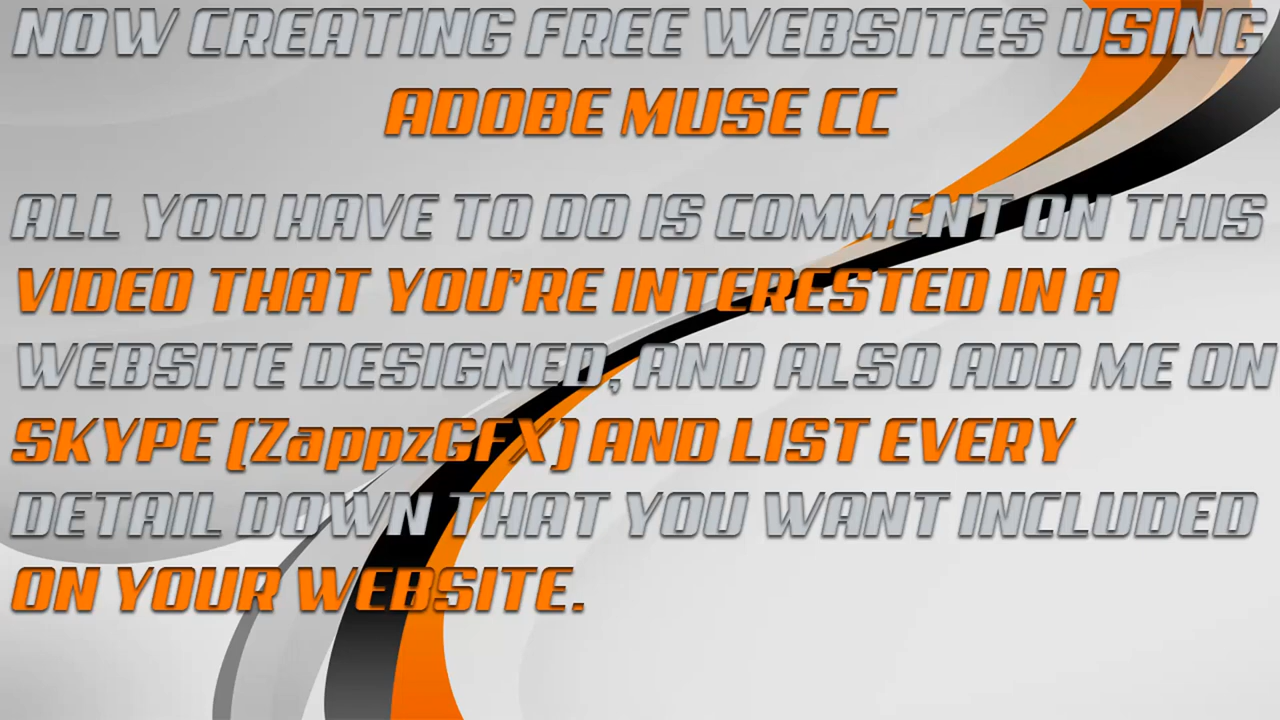 NOW CREATING FREE WEBSITES USING
ADOBE MUSE CC
ALL YOU HAVE TO DO IS COMMENT ON THIS
VIDEO THAT YOU'RE INTERESTED IN A
WEBSITE DESIGNED, AND ALSO ADD ME ON
SKYPE (ZappzGFX) AND LIST EVERY
DETAIL DOWN THAT YOU WANT INCLUDED
ON YOUR WEBSITE.